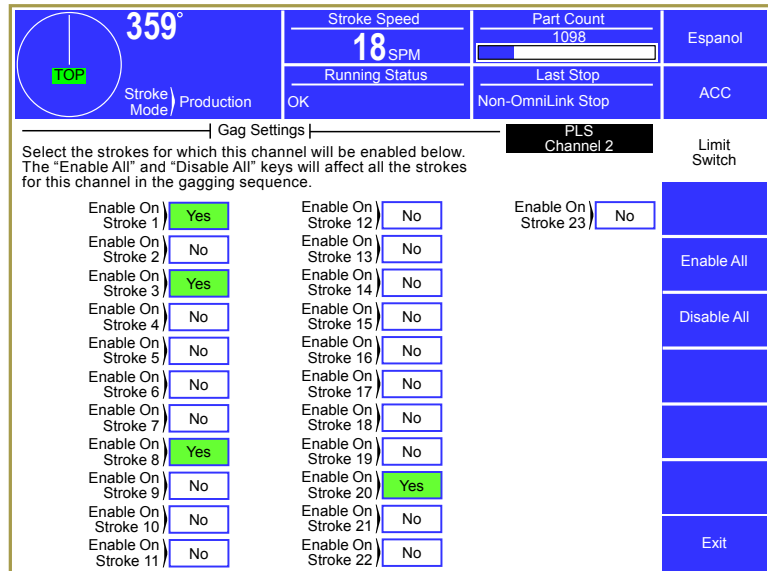 359°
TOP
Stroke Mode Production
Stroke Speed
18 SPM
Part Count
1098
Running Status
OK
Last Stop
Non-OmniLink Stop
Espanol
ACC
Limit Switch
Gag Settings
PLS
Channel 2
Select the strokes for which this channel will be enabled below.
The “Enable All” and “Disable All” keys will affect all the strokes
for this channel in the gagging sequence.
Enable On Stroke 1 Yes
Enable On Stroke 2 No
Enable On Stroke 3 Yes
Enable On Stroke 4 No
Enable On Stroke 5 No
Enable On Stroke 6 No
Enable On Stroke 7 No
Enable On Stroke 8 Yes
Enable On Stroke 9 No
Enable On Stroke 10 No
Enable On Stroke 11 No
Enable On Stroke 12 No
Enable On Stroke 13 No
Enable On Stroke 14 No
Enable On Stroke 15 No
Enable On Stroke 16 No
Enable On Stroke 17 No
Enable On Stroke 18 No
Enable On Stroke 19 No
Enable On Stroke 20 Yes
Enable On Stroke 21 No
Enable On Stroke 22 No
Enable On Stroke 23 No
Enable All
Disable All
Exit